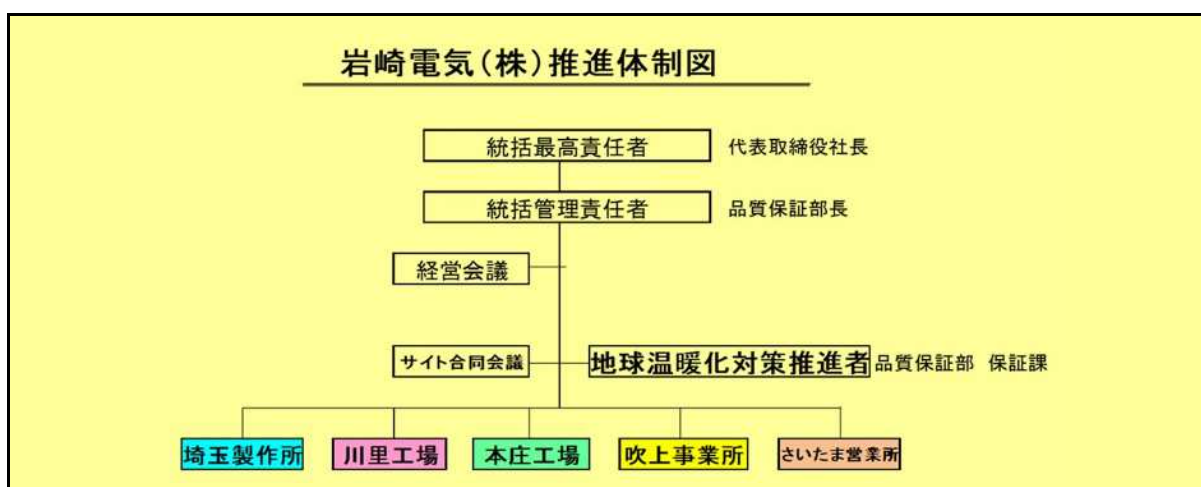 岩崎電気(株)推進体制図
統括最高責任者 代表取締役社長
統括管理責任者 品質保証部長
経営会議
サイト合同会議 地球温暖化対策推進者 品質保証部 保証課
埼玉製作所 川里工場 本庄工場 吹上事業所 さいたま営業所